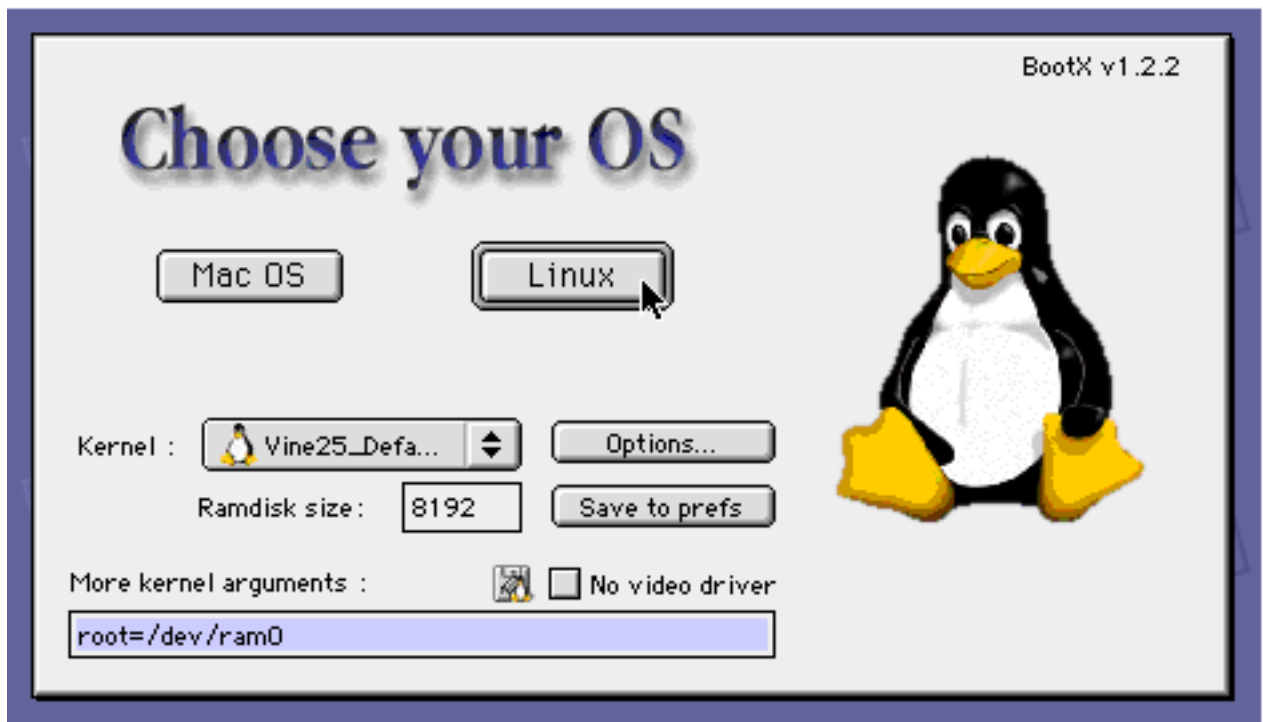 BootX v1.2.2
Choose your OS
Mac OS Linux
Kernel : Vine25_Defa... Options...
Ramdisk size: 8192 Save to prefs
More kernel arguments : No video driver
root=/dev/ram0